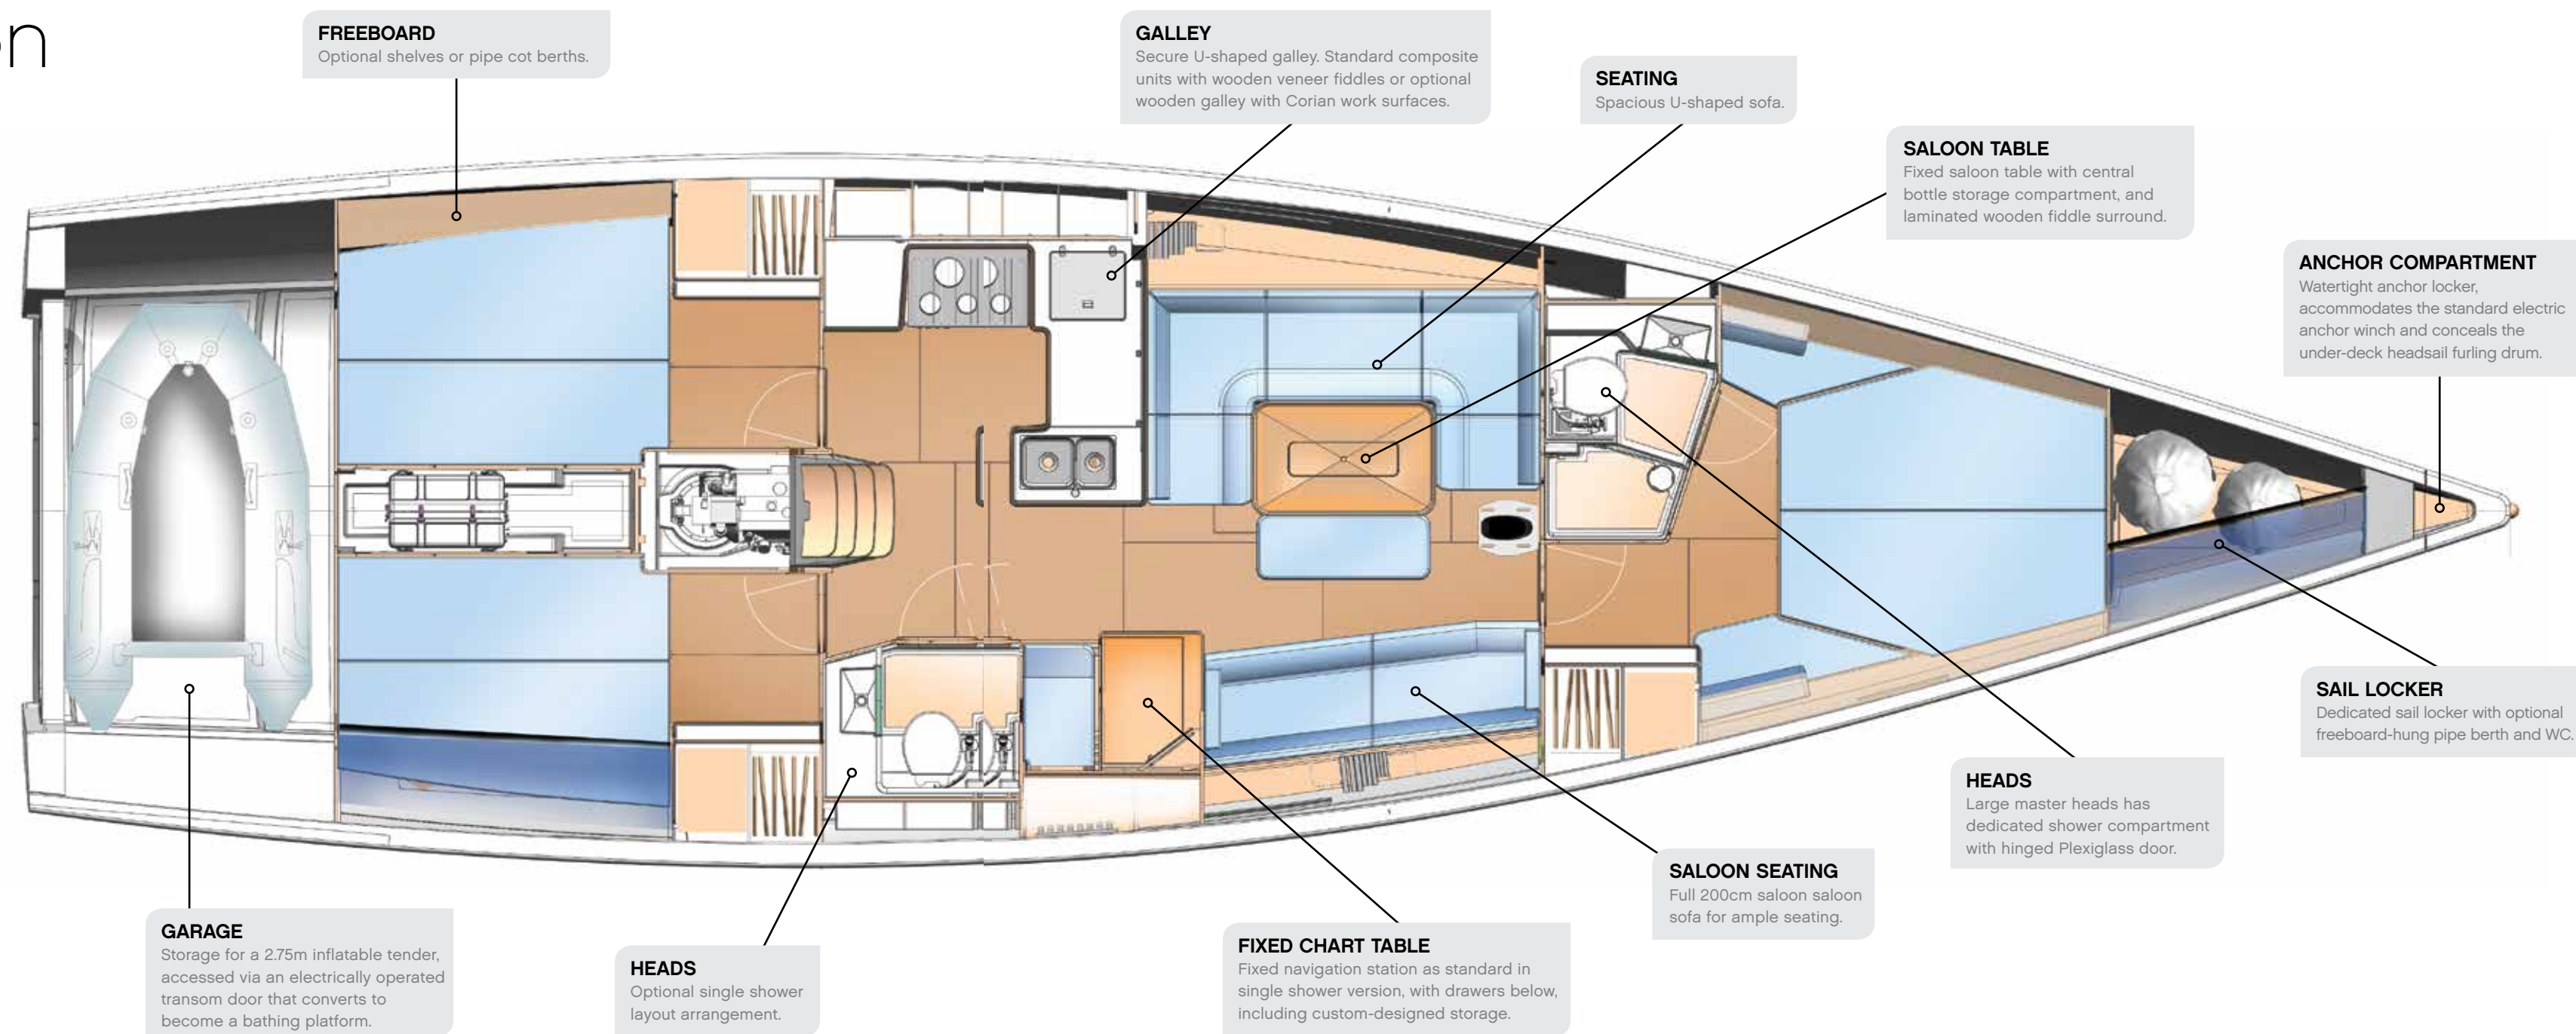 on
FREEBOARD
Optional shelves or pipe cot berths.
GALLEY
Secure U-shaped galley. Standard composite
units with wooden veneer fiddles or optional
wooden galley with Corian work surfaces.
SEATING
Spacious U-shaped sofa.
SALOON TABLE
Fixed saloon table with central
bottle storage compartment, and
laminated wooden fiddle surround.
ANCHOR COMPARTMENT
Watertight anchor locker,
accommodates the standard electric
anchor winch and conceals the
under-deck headsail furling drum.
SAIL LOCKER
Dedicated sail locker with optional
freeboard-hung pipe berth and WC.
HEADS
Large master heads has
dedicated shower compartment
with hinged Plexiglass door.
SALOON SEATING
Full 200cm saloon saloon
sofa for ample seating.
FIXED CHART TABLE
Fixed navigation station as standard in
single shower version, with drawers below,
including custom-designed storage.
HEADS
Optional single shower
layout arrangement.
GARAGE
Storage for a 2.75m inflatable tender,
accessed via an electrically operated
transom door that converts to
become a bathing platform.